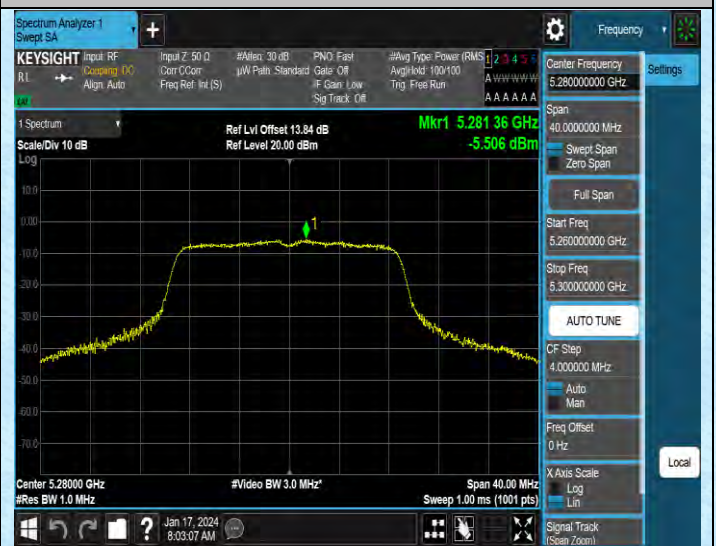 Spectrum Analyzer 1
Swept SA
+
Frequency
KEYSIGHT
RL
Input: RF
Coupling: DC
Align: Auto
Input Z: 50 Ω
Corr CCorr
Freq Ref: Int (S)
#Atten: 30 dB
µW Path: Standard
PNO: Fast
Gate: Off
IF Gain: Low
Sig Track: Off
#Avg Type: Power (RMS
Avg|Hold: 100/100
Trig: Free Run
1 2 3 4 5 6
A W W W W W
A A A A A A
1 Spectrum
Scale/Div 10 dB
Log
Ref Lvl Offset 13.84 dB
Ref Level 20.00 dBm
Mkr1 5.281 36 GHz
-5.506 dBm
10.0
0.00
-10.0
-20.0
-30.0
-40.0
-50.0
-60.0
-70.0
1
Center 5.28000 GHz
#Res BW 1.0 MHz
#Video BW 3.0 MHz*
Span 40.00 MHz
Sweep 1.00 ms (1001 pts)
Jan 17, 2024
8:03:07 AM
?
Center Frequency
5.280000000 GHz
Span
40.0000000 MHz
Swept Span
Zero Span
Full Span
Start Freq
5.260000000 GHz
Stop Freq
5.300000000 GHz
AUTO TUNE
CF Step
4.000000 MHz
Auto
Man
Freq Offset
0 Hz
X Axis Scale
Log
Lin
Signal Track
(Span Zoom)
Settings
Local